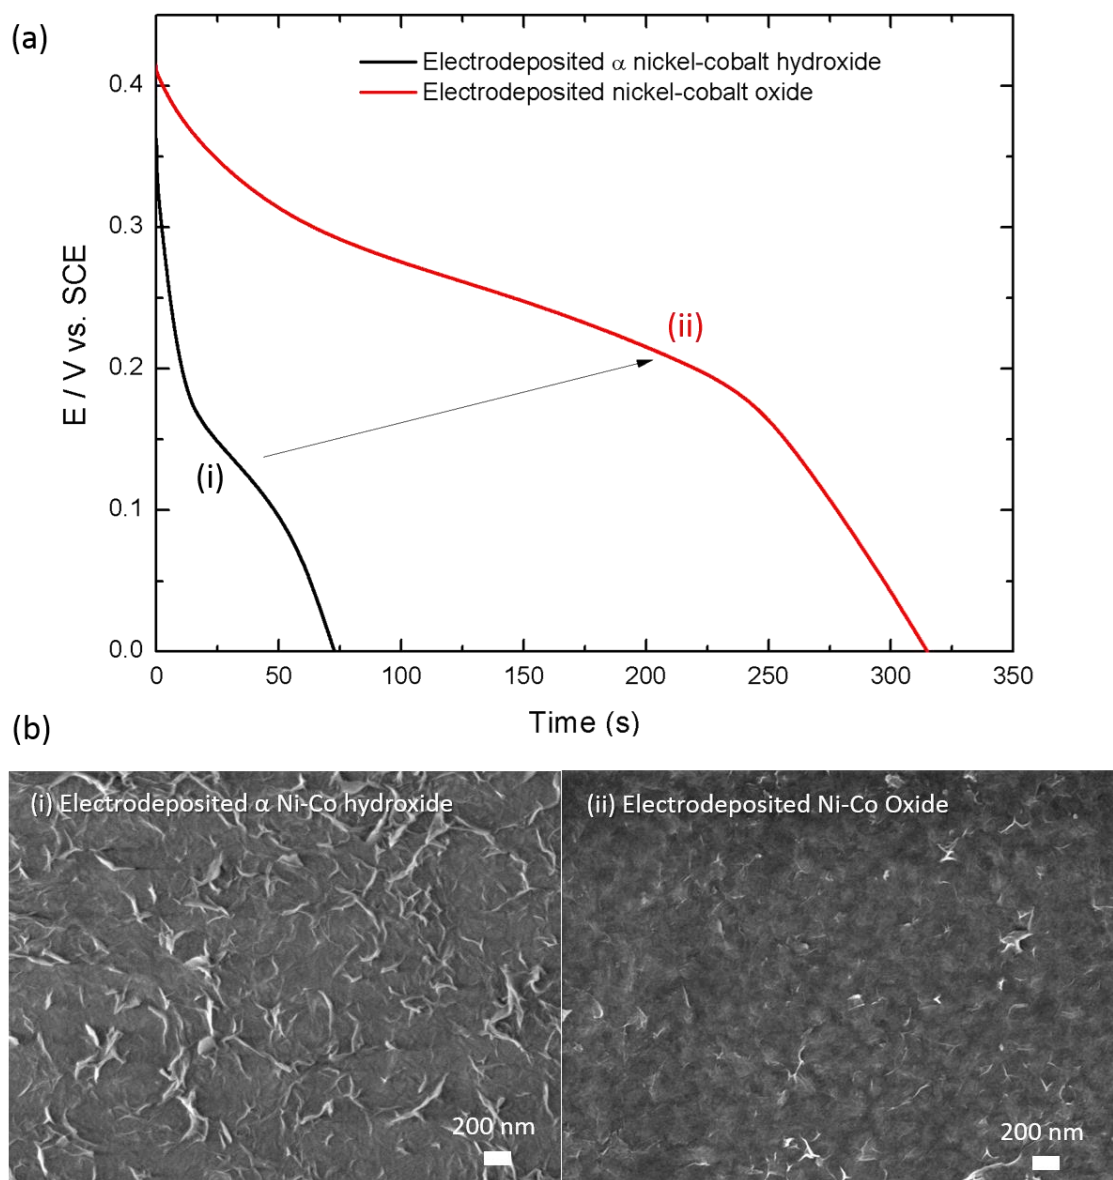 (a)
Electrodeposited α nickel-cobalt hydroxide
Electrodeposited nickel-cobalt oxide
0.4
0.3
0.2
0.1
0.0
E / V vs. SCE
(i)
(ii)
0 50 100 150 200 250 300 350
Time (s)
(b)
(i) Electrodeposited α Ni-Co hydroxide
200 nm
(ii) Electrodeposited Ni-Co Oxide
200 nm